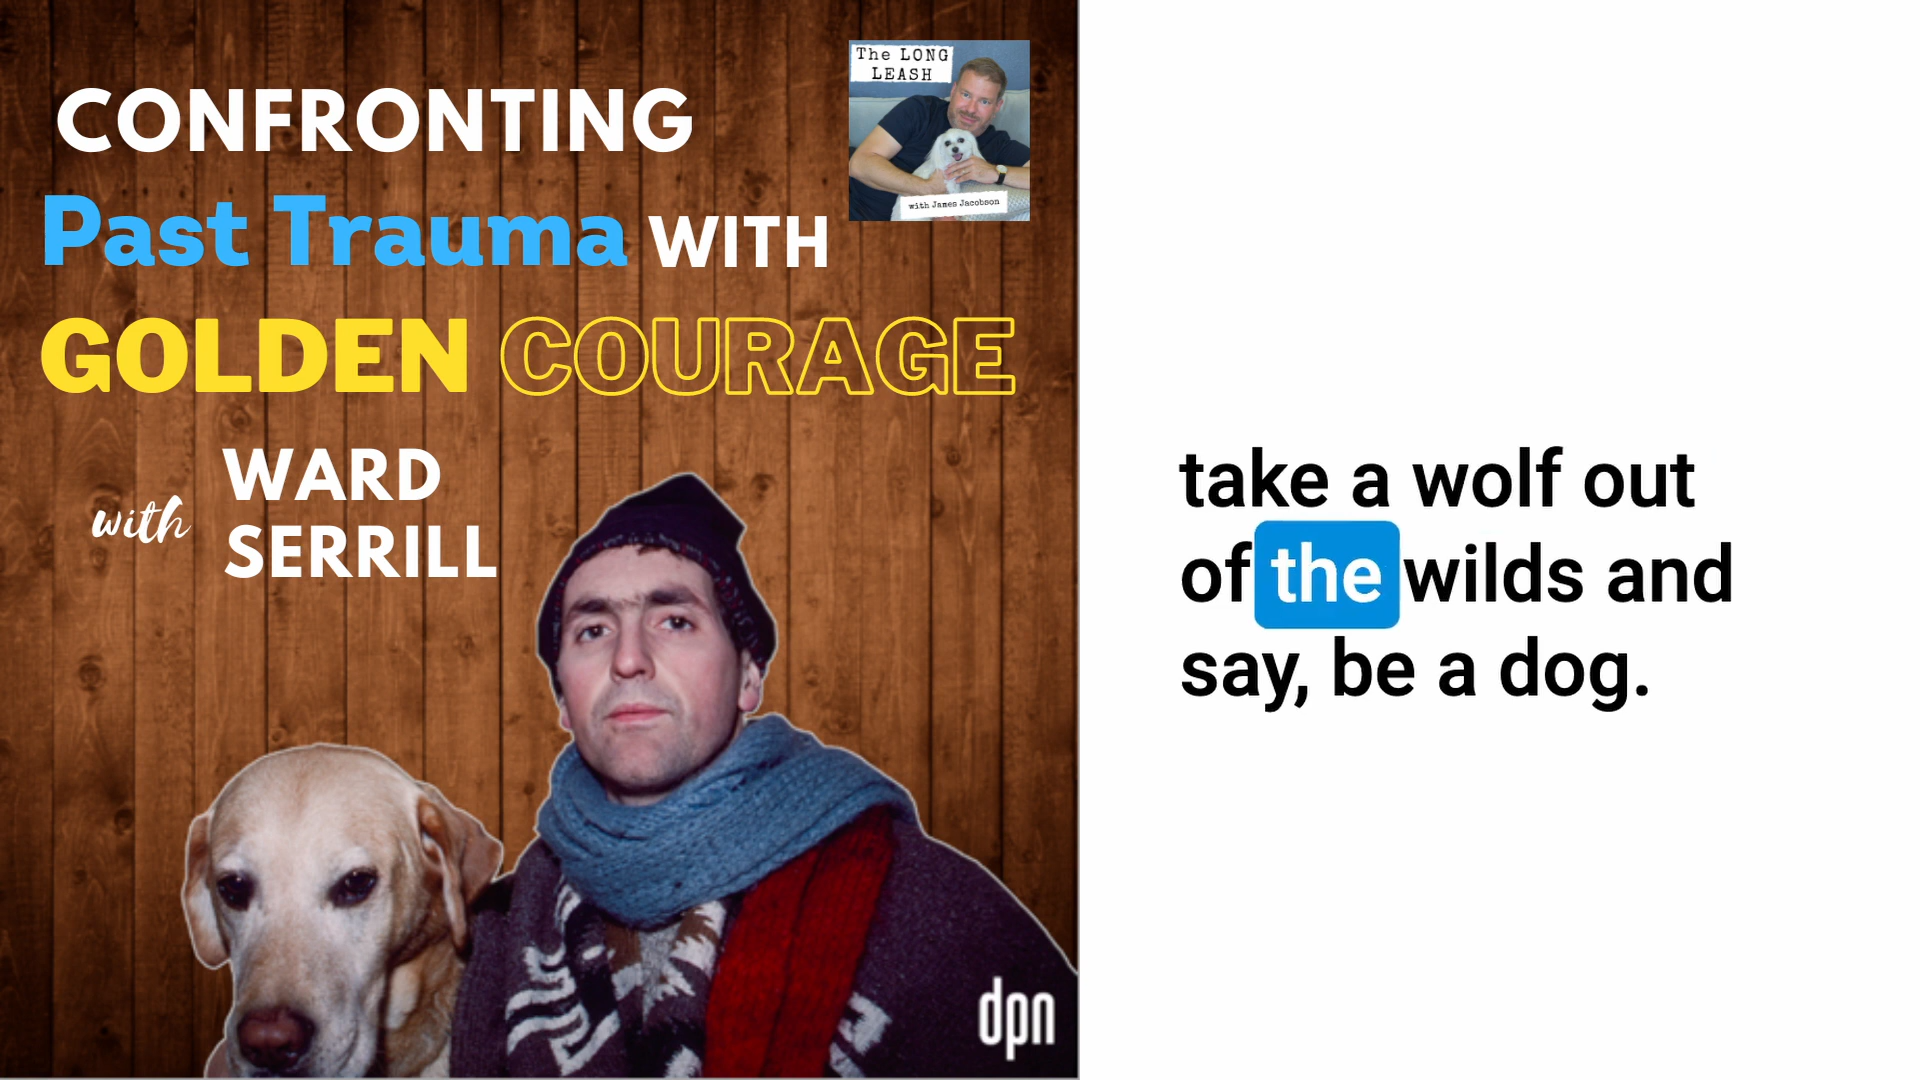 CONFRONTING
Past Trauma WITH
GOLDEN COURAGE
with
WARD
SERRILL
The LONG
LEASH
with James Jacobson
dpn
take a wolf out
of the wilds and
say, be a dog.